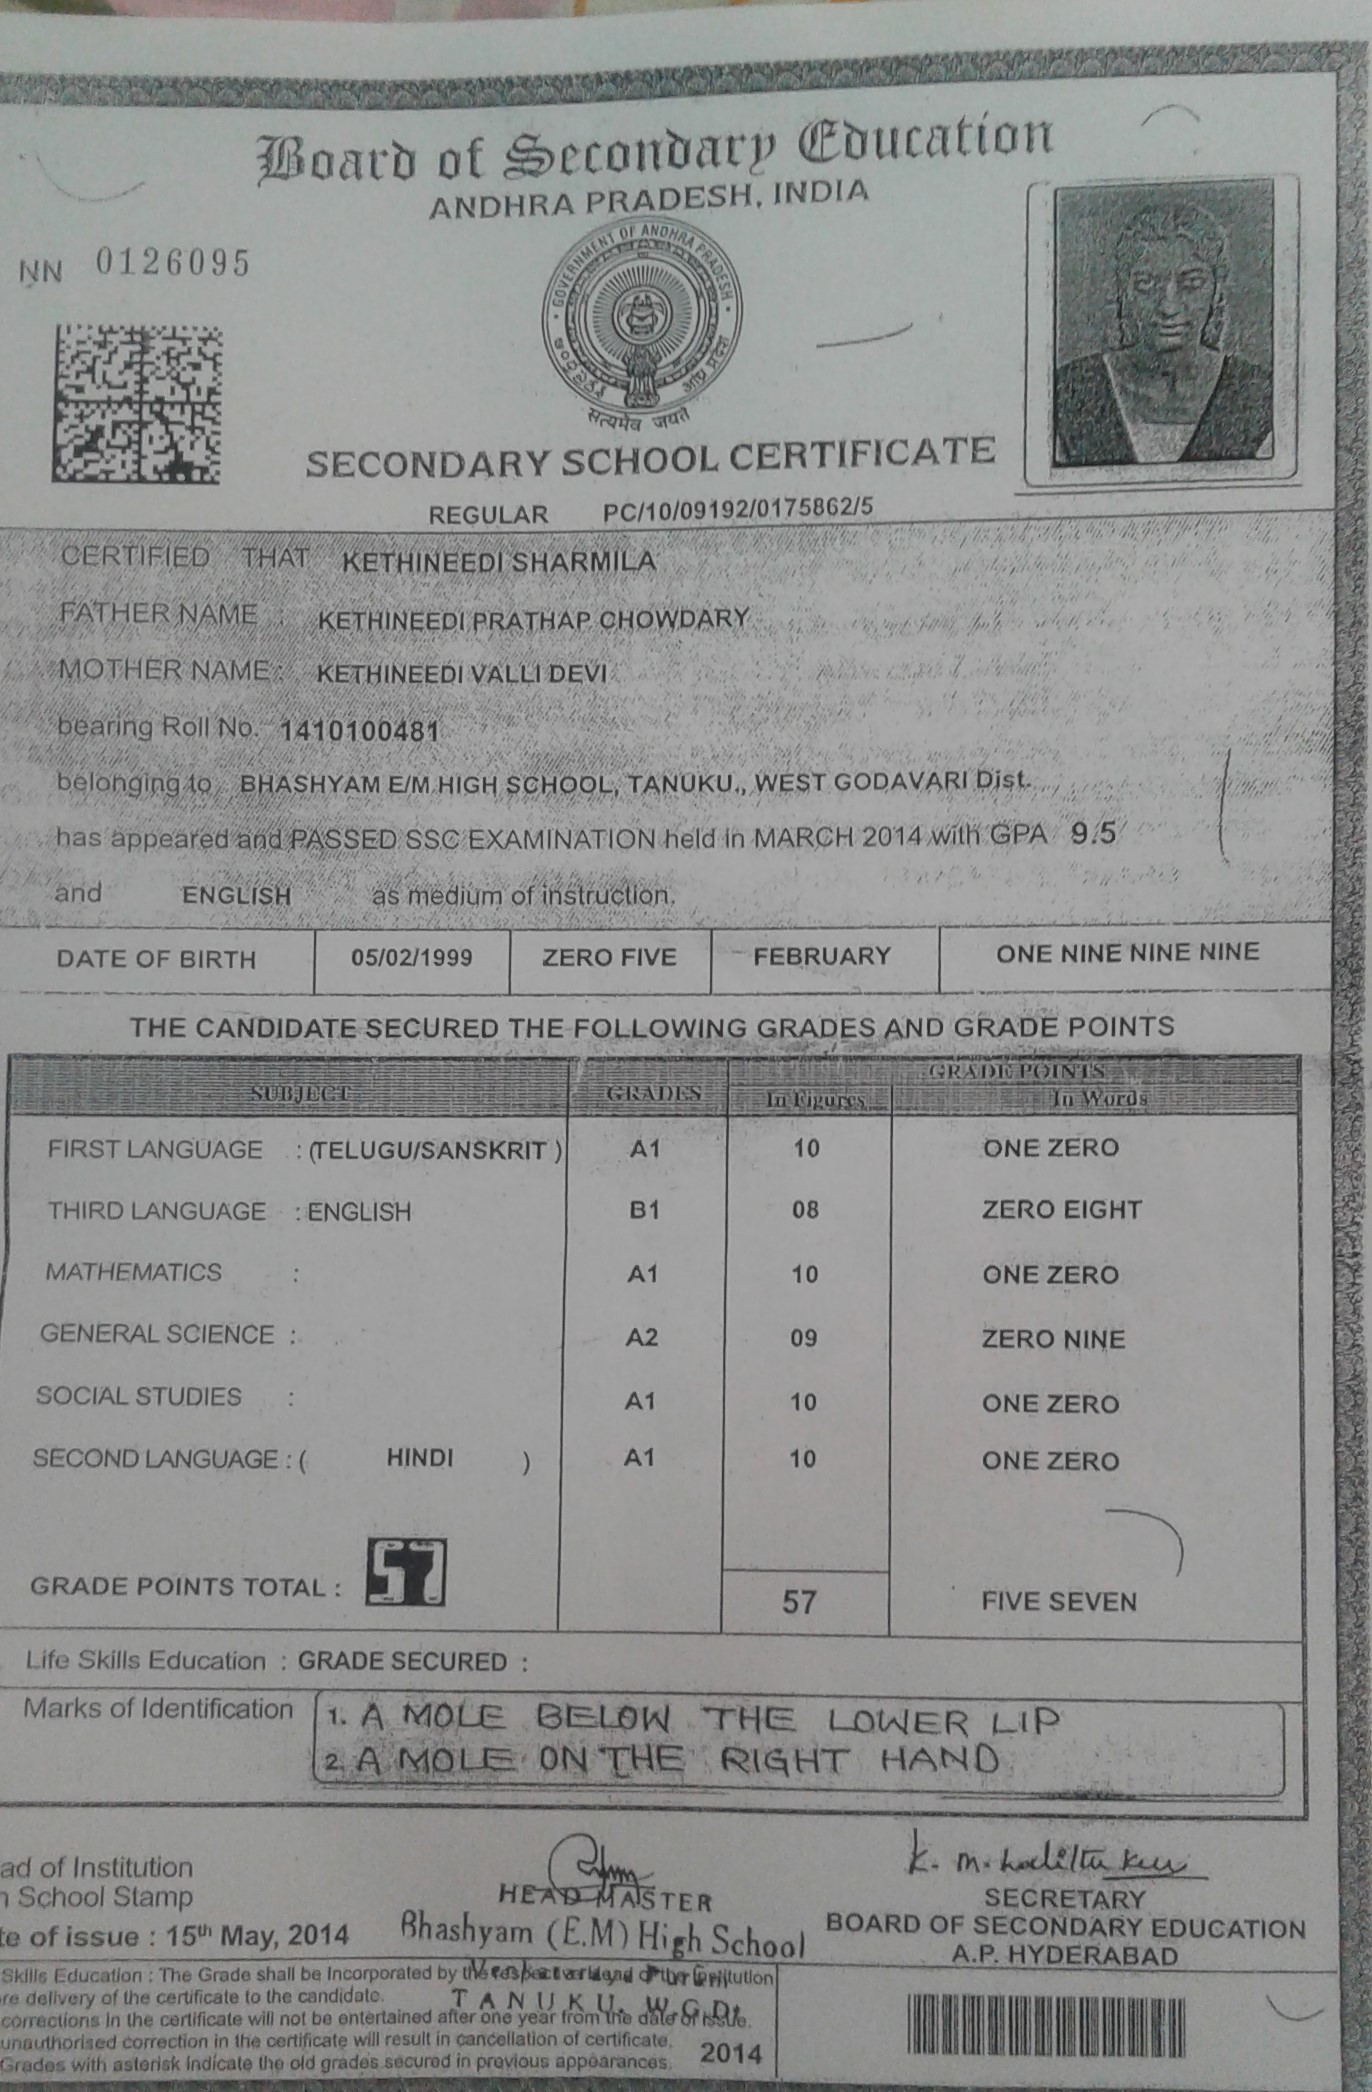 Board of Secondary Education
ANDHRA PRADESH, INDIA
NN 0126095
GOVERNMENT OF ANDHRA PRADESH
आन्ध्र प्रदेश
सत्यमेव जयते
SECONDARY SCHOOL CERTIFICATE
REGULAR PC/10/09192/0175862/5
CERTIFIED THAT KETHINEEDI SHARMILA
FATHER NAME : KETHINEEDI PRATHAP CHOWDARY
MOTHER NAME : KETHINEEDI VALLI DEVI
bearing Roll No. 1410100481
belonging to BHASHYAM E/M HIGH SCHOOL, TANUKU., WEST GODAVARI Dist.
has appeared and PASSED SSC EXAMINATION held in MARCH 2014 with GPA 9.5
and ENGLISH as medium of instruction.
DATE OF BIRTH 05/02/1999 ZERO FIVE FEBRUARY ONE NINE NINE NINE
THE CANDIDATE SECURED THE FOLLOWING GRADES AND GRADE POINTS
SUBJECT GRADES GRADE POINTS
In Figures In Words
FIRST LANGUAGE : (TELUGU/SANSKRIT ) A1 10 ONE ZERO
THIRD LANGUAGE : ENGLISH B1 08 ZERO EIGHT
MATHEMATICS : A1 10 ONE ZERO
GENERAL SCIENCE : A2 09 ZERO NINE
SOCIAL STUDIES : A1 10 ONE ZERO
SECOND LANGUAGE : ( HINDI ) A1 10 ONE ZERO
GRADE POINTS TOTAL : 57 57 FIVE SEVEN
Life Skills Education : GRADE SECURED :
Marks of Identification 1. A MOLE BELOW THE LOWER LIP
2 A MOLE ON THE RIGHT HAND
ad of Institution
School Stamp
te of issue : 15th May, 2014
HEAD MASTER
Bhashyam (E.M) High School
TANUKU. W.G.Dt.
SECRETARY
BOARD OF SECONDARY EDUCATION
A.P. HYDERABAD
Skills Education : The Grade shall be Incorporated by the Head of the Institution
re delivery of the certificate to the candidate.
corrections in the certificate will not be entertained after one year from the date of issue.
unauthorised correction in the certificate will result in cancellation of certificate.
Grades with asterisk indicate the old grades secured in previous appearances. 2014